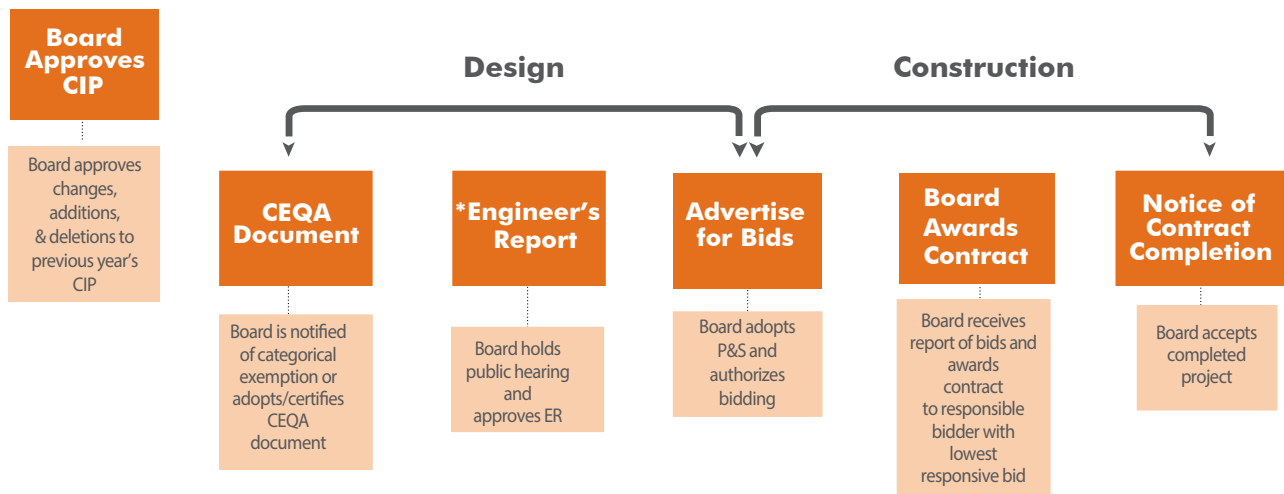 Board
Approves
CIP
Board approves
changes,
additions,
& deletions to
previous year's
CIP
Design
Construction
CEQA
Document
Board is notified
of categorical
exemption or
adopts/certifies
CEQA
document
*Engineer's
Report
Board holds
public hearing
and
approves ER
Advertise
for Bids
Board adopts
P&S and
authorizes
bidding
Board
Awards
Contract
Board receives
report of bids and
awards
contract
to responsible
bidder with
lowest
responsive bid
Notice of
Contract
Completion
Board accepts
completed
project